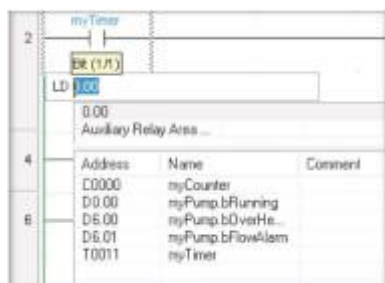 myTimer
2
Bit (1/1)
LD 0.00
0.00
Auxiliary Relay Area ...
4
Address Name Comment
C0000 myCounter
D0.00 myPump.bRunning
6
D6.00 myPump.bOverHe...
D6.01 myPump.bFlowAlarm
T0011 myTimer